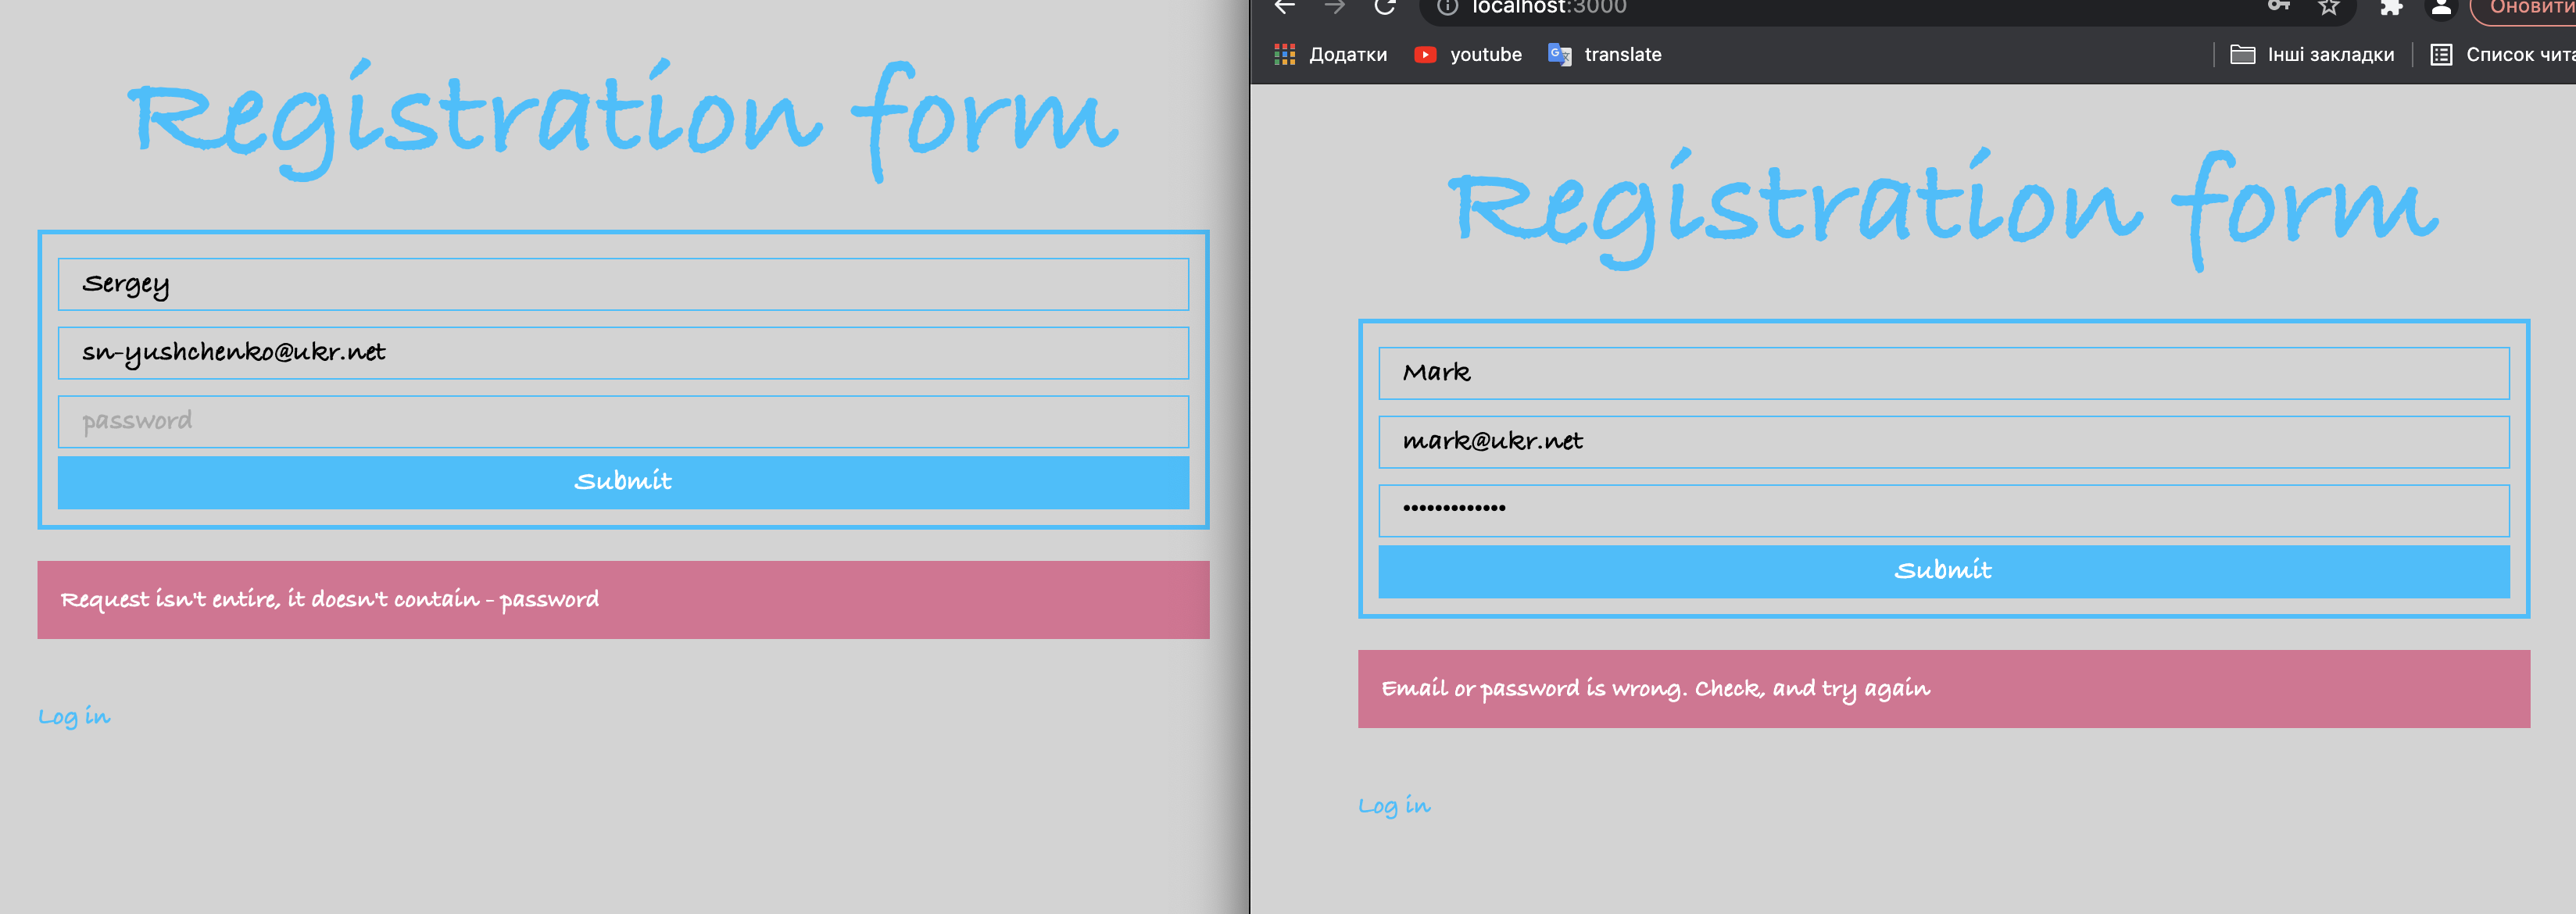 Registration form
Sergey
sn-yushchenko@ukr.net
password
Submit
Request isn't entire, it doesn't contain - password
Log in
localhost:3000
Оновити
Додатки youtube translate Інші закладки Список
Registration form
Mark
mark@ukr.net
•••••••••••••
Submit
Email or password is wrong. Check, and try again
Log in